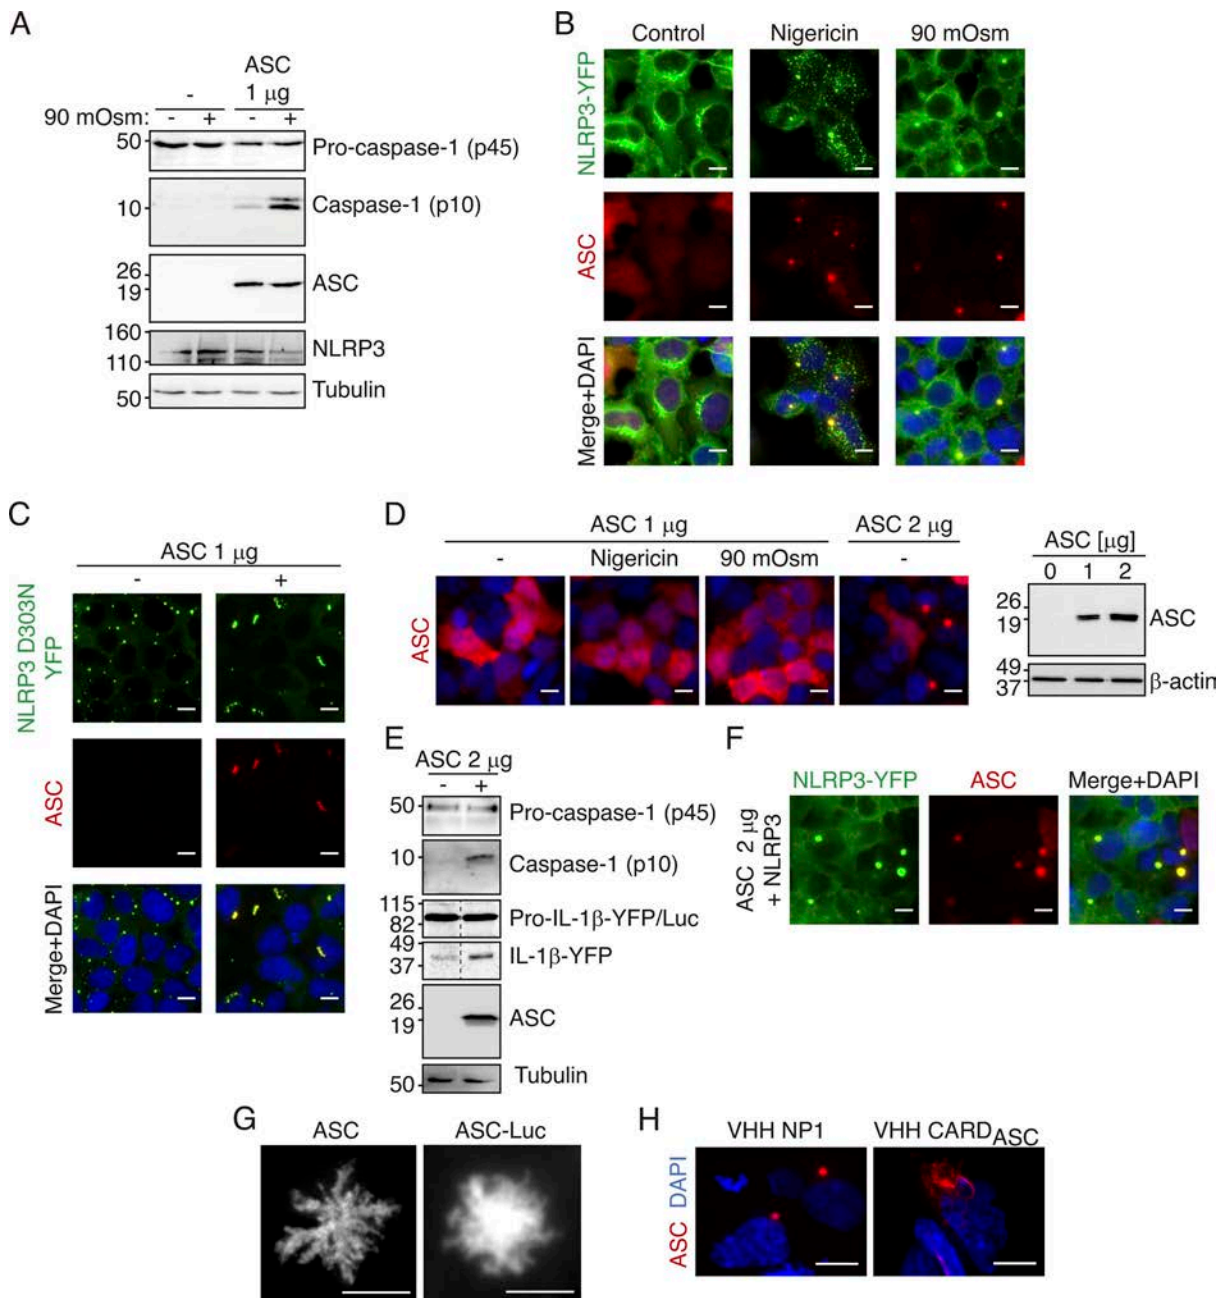 A
ASC
- 1 μg
90 mOsm: - + - +
50 Pro-caspase-1 (p45)
10 Caspase-1 (p10)
26
19 ASC
160
110 NLRP3
50 Tubulin
B
Control Nigericin 90 mOsm
NLRP3-YFP
ASC
Merge+DAPI
C
ASC 1 μg
- +
NLRP3 D303N
YFP
ASC
Merge+DAPI
D
ASC 1 μg ASC 2 μg
- Nigericin 90 mOsm -
ASC
ASC [μg]
0 1 2
26
19 ASC
49
37 β-actin
E
ASC 2 μg
- +
50 Pro-caspase-1 (p45)
10 Caspase-1 (p10)
115
82 Pro-IL-1β-YFP/Luc
49
37 IL-1β-YFP
26
19 ASC
50 Tubulin
F
NLRP3-YFP ASC Merge+DAPI
ASC 2 μg
+ NLRP3
G
ASC ASC-Luc
H
VHH NP1 VHH CARDASC
ASC DAPI